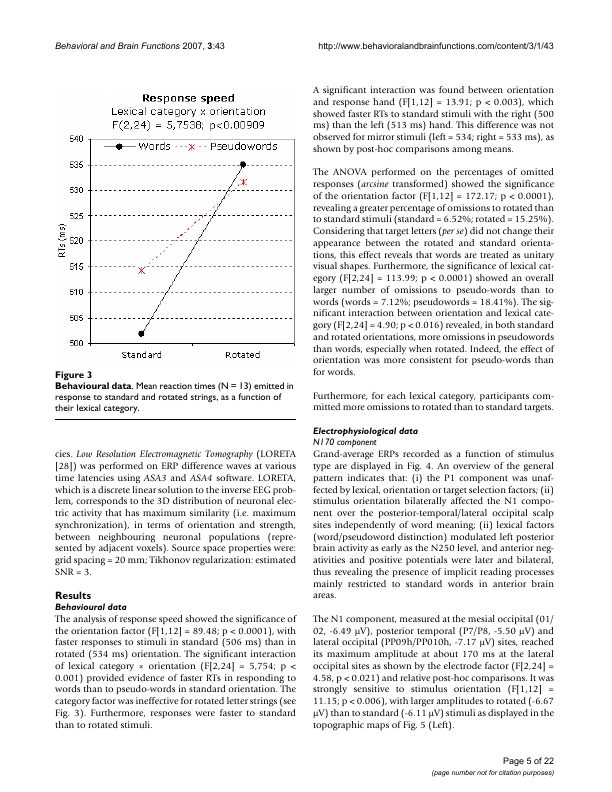 Behavioral and Brain Functions 2007, 3:43
http://www.behavioralandbrainfunctions.com/content/3/1/43
Response speed
Lexical category x orientation
F(2,24) = 5,7538; p<0.00909
Words
Pseudowords
540
535
530
525
520
515
510
505
500
RTs (ms)
Standard
Rotated
Figure 3
Behavioural data. Mean reaction times (N = 13) emitted in
response to standard and rotated strings, as a function of
their lexical category.
cies. Low Resolution Electromagnetic Tomography (LORETA
[28]) was performed on ERP difference waves at various
time latencies using ASA3 and ASA4 software. LORETA,
which is a discrete linear solution to the inverse EEG prob-
lem, corresponds to the 3D distribution of neuronal elec-
tric activity that has maximum similarity (i.e. maximum
synchronization), in terms of orientation and strength,
between neighbouring neuronal populations (repre-
sented by adjacent voxels). Source space properties were:
grid spacing = 20 mm; Tikhonov regularization: estimated
SNR = 3.
Results
Behavioural data
The analysis of response speed showed the significance of
the orientation factor (F[1,12] = 89.48; p < 0.0001), with
faster responses to stimuli in standard (506 ms) than in
rotated (534 ms) orientation. The significant interaction
of lexical category × orientation (F[2,24] = 5,754; p <
0.001) provided evidence of faster RTs in responding to
words than to pseudo-words in standard orientation. The
category factor was ineffective for rotated letter strings (see
Fig. 3). Furthermore, responses were faster to standard
than to rotated stimuli.
A significant interaction was found between orientation
and response hand (F[1,12] = 13.91; p < 0.003), which
showed faster RTs to standard stimuli with the right (500
ms) than the left (513 ms) hand. This difference was not
observed for mirror stimuli (left = 534; right = 533 ms), as
shown by post-hoc comparisons among means.
The ANOVA performed on the percentages of omitted
responses (arcsine transformed) showed the significance
of the orientation factor (F[1,12] = 172.17; p < 0.0001),
revealing a greater percentage of omissions to rotated than
to standard stimuli (standard = 6.52%; rotated = 15.25%).
Considering that target letters (per se) did not change their
appearance between the rotated and standard orienta-
tions, this effect reveals that words are treated as unitary
visual shapes. Furthermore, the significance of lexical cat-
egory (F[2,24] = 113.99; p < 0.0001) showed an overall
larger number of omissions to pseudo-words than to
words (words = 7.12%; pseudowords = 18.41%). The sig-
nificant interaction between orientation and lexical cate-
gory (F[2,24] = 4.90; p < 0.016) revealed, in both standard
and rotated orientations, more omissions in pseudowords
than words, especially when rotated. Indeed, the effect of
orientation was more consistent for pseudo-words than
for words.
Furthermore, for each lexical category, participants com-
mitted more omissions to rotated than to standard targets.
Electrophysiological data
N170 component
Grand-average ERPs recorded as a function of stimulus
type are displayed in Fig. 4. An overview of the general
pattern indicates that: (i) the P1 component was unaf-
fected by lexical, orientation or target selection factors; (ii)
stimulus orientation bilaterally affected the N1 compo-
nent over the posterior-temporal/lateral occipital scalp
sites independently of word meaning; (ii) lexical factors
(word/pseudoword distinction) modulated left posterior
brain activity as early as the N250 level, and anterior neg-
ativities and positive potentials were later and bilateral,
thus revealing the presence of implicit reading processes
mainly restricted to standard words in anterior brain
areas.
The N1 component, measured at the mesial occipital (01/
02, -6.49 μV), posterior temporal (P7/P8, -5.50 μV) and
lateral occipital (PP09h/PP010h, -7.17 μV) sites, reached
its maximum amplitude at about 170 ms at the lateral
occipital sites as shown by the electrode factor (F[2,24] =
4.58, p < 0.021) and relative post-hoc comparisons. It was
strongly sensitive to stimulus orientation (F[1,12] =
11.15; p < 0.006), with larger amplitudes to rotated (-6.67
μV) than to standard (-6.11 μV) stimuli as displayed in the
topographic maps of Fig. 5 (Left).
Page 5 of 22
(page number not for citation purposes)